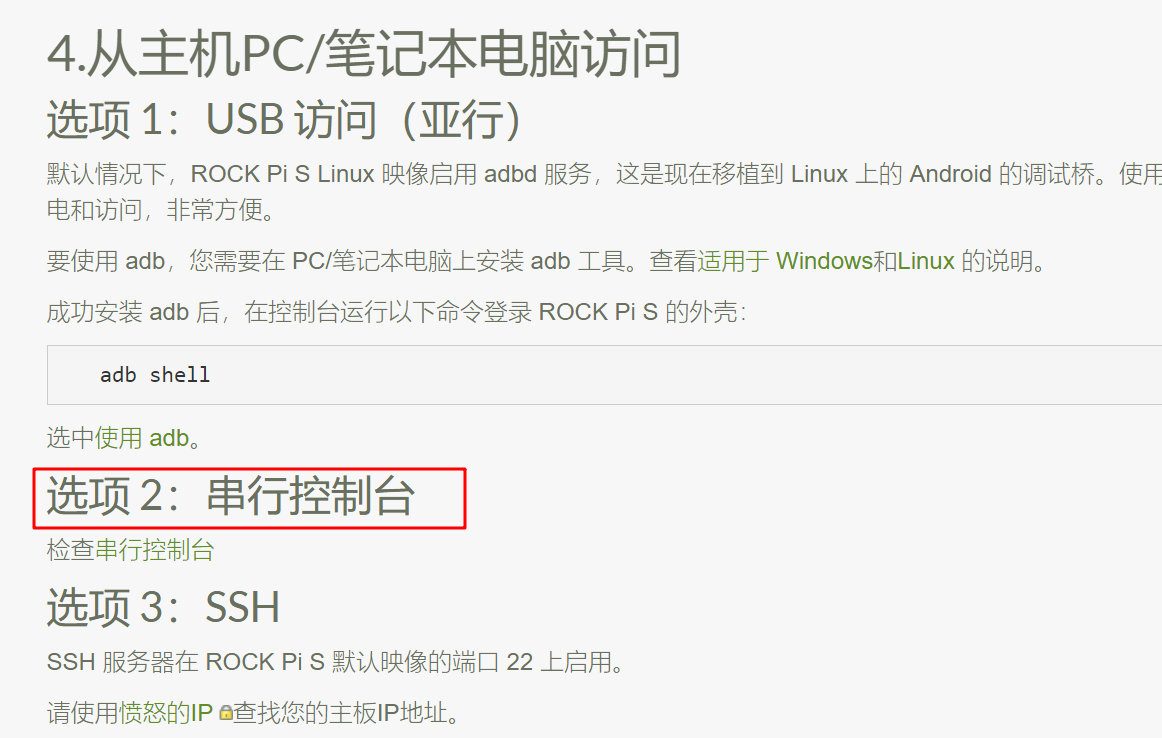 4.从主机PC/笔记本电脑访问
选项 1：USB 访问（亚行）
默认情况下，ROCK Pi S Linux 映像启用 adbd 服务，这是现在移植到 Linux 上的 Android 的调试桥。使用
电和访问，非常方便。
要使用 adb，您需要在 PC/笔记本电脑上安装 adb 工具。查看适用于 Windows和Linux 的说明。
成功安装 adb 后，在控制台运行以下命令登录 ROCK Pi S 的外壳：
adb shell
选中使用 adb。
选项 2：串行控制台
检查串行控制台
选项 3：SSH
SSH 服务器在 ROCK Pi S 默认映像的端口 22 上启用。
请使用愤怒的IP 查找您的主板IP地址。